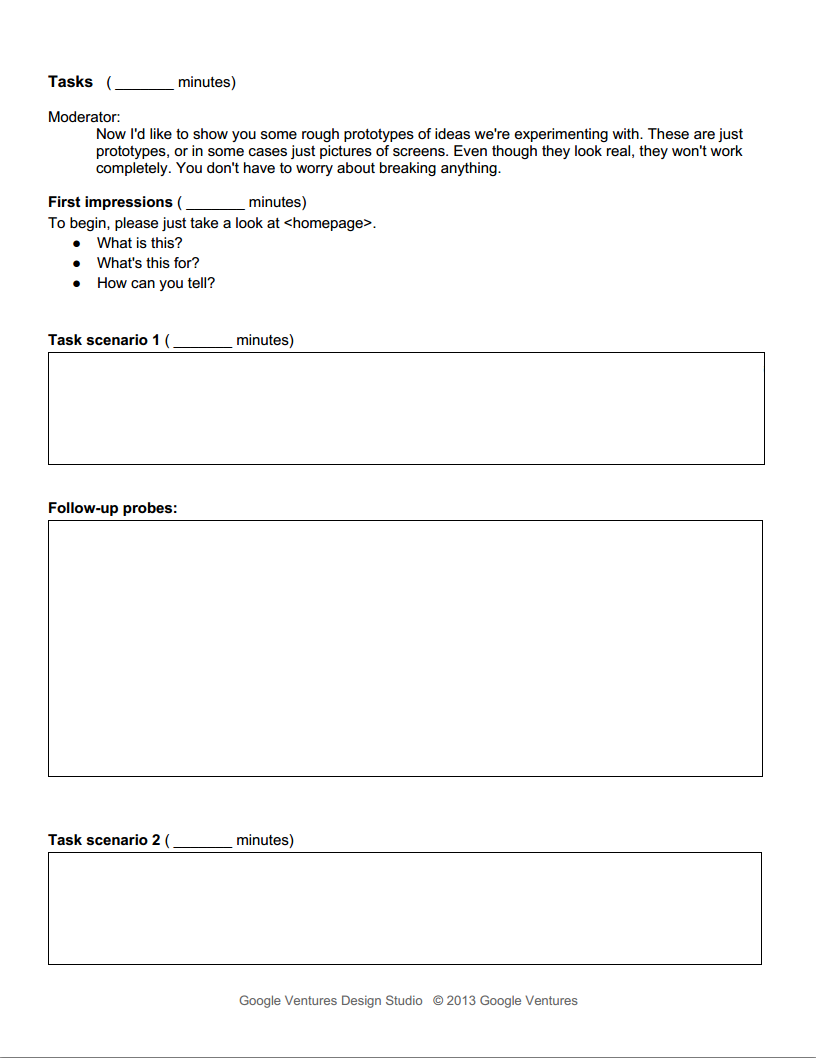 Tasks ( _______ minutes)
Moderator:
Now I'd like to show you some rough prototypes of ideas we're experimenting with. These are just
prototypes, or in some cases just pictures of screens. Even though they look real, they won't work
completely. You don't have to worry about breaking anything.
First impressions ( _______ minutes)
To begin, please just take a look at <homepage>.
● What is this?
● What's this for?
● How can you tell?
Task scenario 1 ( _______ minutes)
Follow-up probes:
Task scenario 2 ( _______ minutes)
Google Ventures Design Studio © 2013 Google Ventures